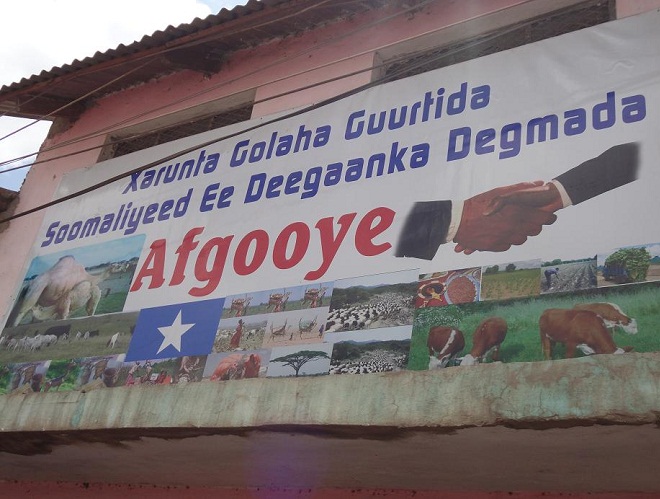 Xarunta Golaha Guurtida
Soomaliyeed Ee Deegaanka Degmada
Afgooye